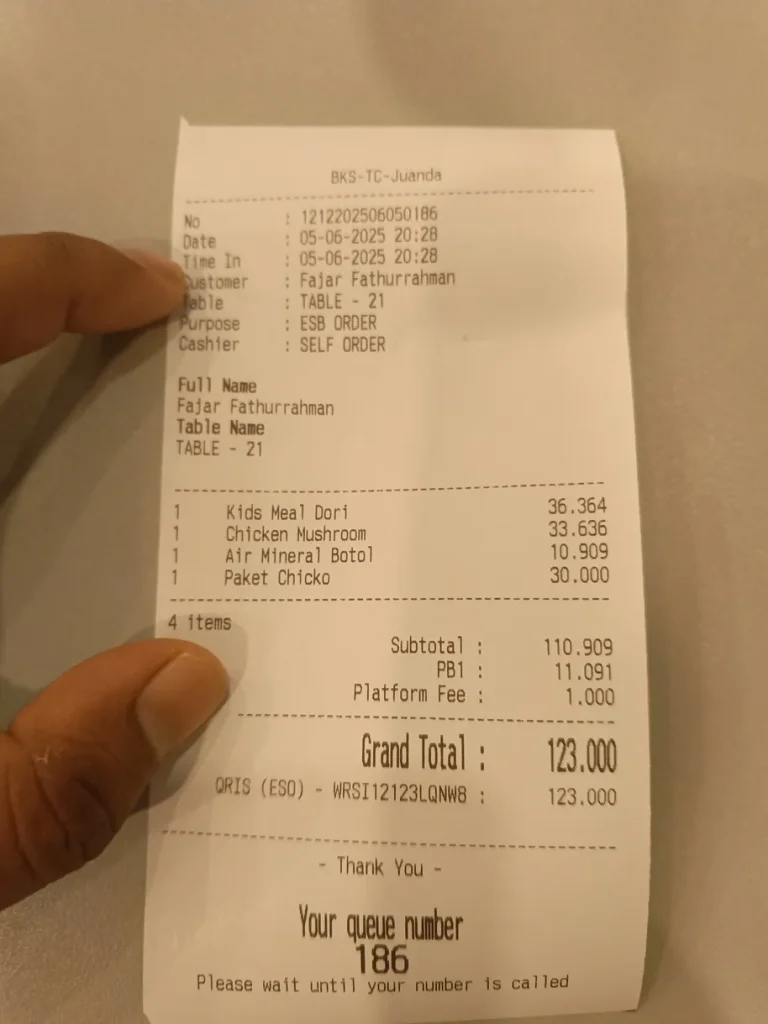 BKS-TC-Juanda
No : 1212202506050186
Date : 05-06-2025 20:28
Time In : 05-06-2025 20:28
Customer : Fajar Fathurrahman
Table : TABLE - 21
Purpose : ESB ORDER
Cashier : SELF ORDER
Full Name
Fajar Fathurrahman
Table Name
TABLE - 21
1 Kids Meal Dori 36.364
1 Chicken Mushroom 33.636
1 Air Mineral Botol 10.909
1 Paket Chicko 30.000
4 items
Subtotal : 110.909
PB1 : 11.091
Platform Fee : 1.000
Grand Total : 123.000
QRIS (ESO) - WRSI12123LQNW8 : 123.000
- Thank You -
Your queue number
186
Please wait until your number is called